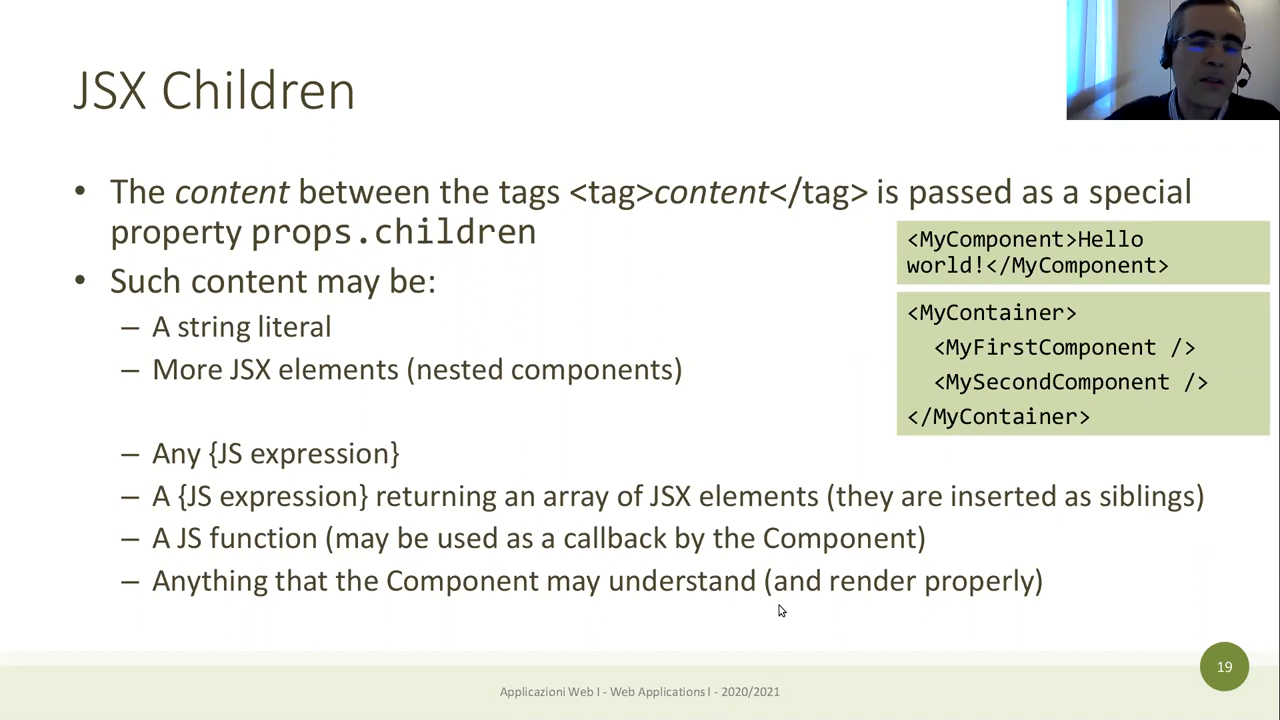 JSX Children
• The content between the tags <tag>content</tag> is passed as a special
property props.children
<MyComponent>Hello
world!</MyComponent>
• Such content may be:
– A string literal
– More JSX elements (nested components)
<MyContainer>
<MyFirstComponent />
<MySecondComponent />
</MyContainer>
– Any {JS expression}
– A {JS expression} returning an array of JSX elements (they are inserted as siblings)
– A JS function (may be used as a callback by the Component)
– Anything that the Component may understand (and render properly)
Applicazioni Web I - Web Applications I - 2020/2021
19